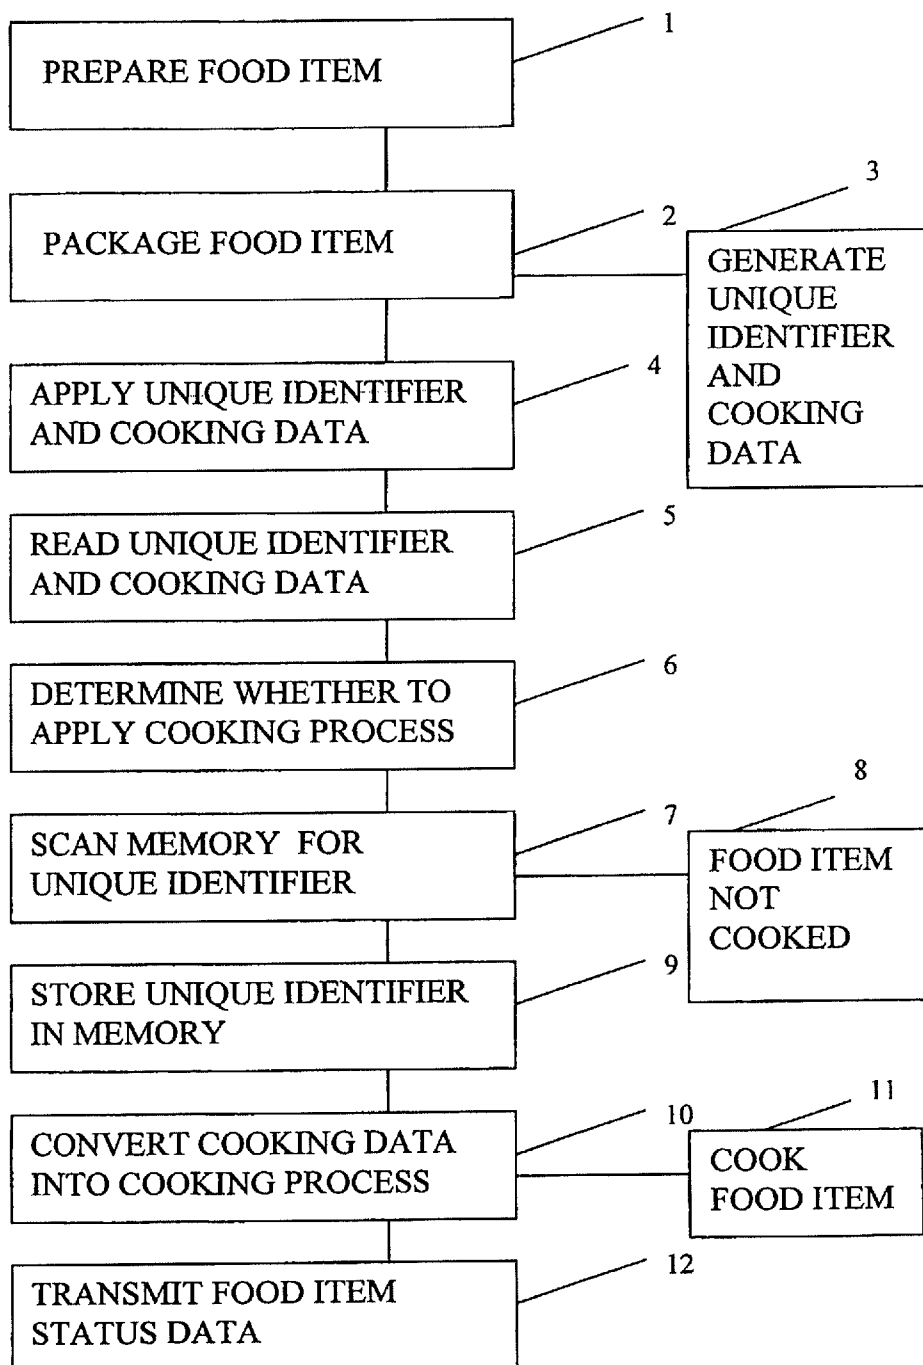 1
PREPARE FOOD ITEM
2
PACKAGE FOOD ITEM
3
GENERATE
UNIQUE
IDENTIFIER
AND
COOKING
DATA
4
APPLY UNIQUE IDENTIFIER
AND COOKING DATA
5
READ UNIQUE IDENTIFIER
AND COOKING DATA
6
DETERMINE WHETHER TO
APPLY COOKING PROCESS
7
SCAN MEMORY FOR
UNIQUE IDENTIFIER
8
FOOD ITEM
NOT
COOKED
9
STORE UNIQUE IDENTIFIER
IN MEMORY
10
CONVERT COOKING DATA
INTO COOKING PROCESS
11
COOK
FOOD ITEM
12
TRANSMIT FOOD ITEM
STATUS DATA